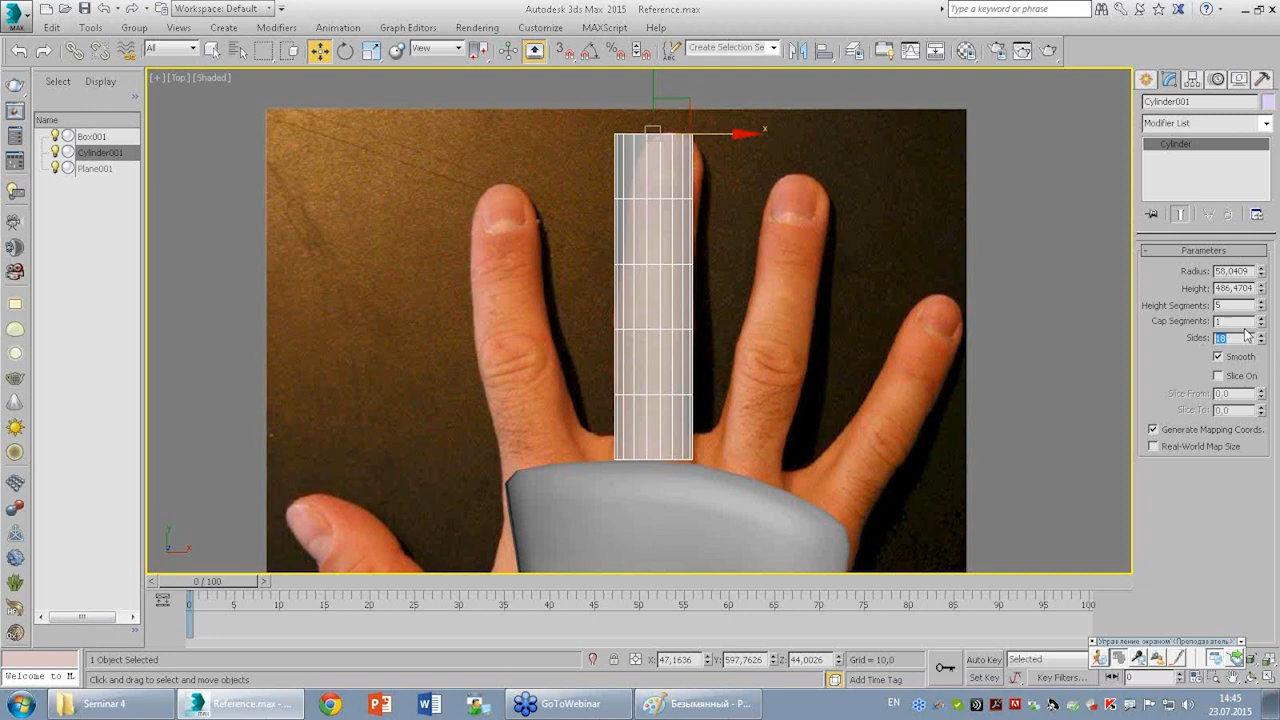 MAX
Workspace: Default
Autodesk 3ds Max 2015 Reference.max
Type a keyword or phrase
Edit Tools Group Views Create Modifiers Animation Graph Editors Rendering Customize MAXScript Help
All
View
3
Create Selection Se
Select Display
Name
Box001
Cylinder001
Plane001
[+] [Top] [Shaded]
x
y
x
z
Cylinder001
Modifier List
Cylinder
Parameters
Radius: 58,0409
Height: 486,4704
Height Segments: 5
Cap Segments: 1
Sides: 18
Smooth
Slice On
Slice From: 0,0
Slice To: 0,0
Generate Mapping Coords.
Real-World Map Size
0 / 100
0 5 10 15 20 25 30 35 40 45 50 55 60 65 70 75 80 85 90 95 100
Управление экраном (Преподаватель)
1 Object Selected
X: 47,1636 Y: 597,7626 Z: 44,0026 Grid = 10,0
Auto Key Selected
Welcome to M
Click and drag to select and move objects
Add Time Tag
Set Key Key Filters...
0
Seminar 4
Reference.max - ...
GoToWebinar
Безымянный - P...
EN
14:45
23.07.2015